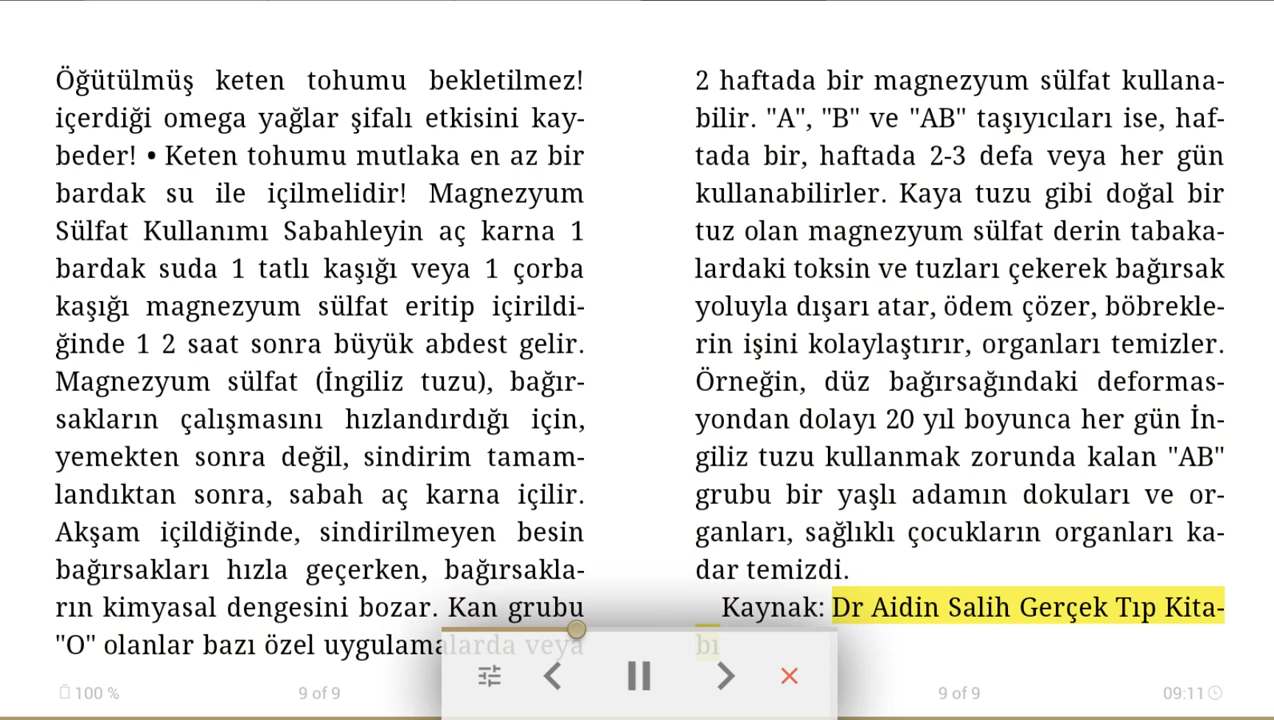 Öğütülmüş keten tohumu bekletilmez!
içerdiği omega yağlar şifalı etkisini kay-
beder! • Keten tohumu mutlaka en az bir
bardak su ile içilmelidir! Magnezyum
Sülfat Kullanımı Sabahleyin aç karna 1
bardak suda 1 tatlı kaşığı veya 1 çorba
kaşığı magnezyum sülfat eritip içirildi-
ğinde 1 2 saat sonra büyük abdest gelir.
Magnezyum sülfat (İngiliz tuzu), bağır-
sakların çalışmasını hızlandırdığı için,
yemekten sonra değil, sindirim tamam-
landıktan sonra, sabah aç karna içilir.
Akşam içildiğinde, sindirilmeyen besin
bağırsakları hızla geçerken, bağırsakla-
rın kimyasal dengesini bozar. Kan grubu
"O" olanlar bazı özel uygulamalarda veya
2 haftada bir magnezyum sülfat kullana-
bilir. "A", "B" ve "AB" taşıyıcıları ise, haf-
tada bir, haftada 2-3 defa veya her gün
kullanabilirler. Kaya tuzu gibi doğal bir
tuz olan magnezyum sülfat derin tabaka-
lardaki toksin ve tuzları çekerek bağırsak
yoluyla dışarı atar, ödem çözer, böbrekle-
rin işini kolaylaştırır, organları temizler.
Örneğin, düz bağırsağındaki deformas-
yondan dolayı 20 yıl boyunca her gün İn-
giliz tuzu kullanmak zorunda kalan "AB"
grubu bir yaşlı adamın dokuları ve or-
ganları, sağlıklı çocukların organları ka-
dar temizdi.
Kaynak: Dr Aidin Salih Gerçek Tıp Kita-
bı
100 %
9 of 9
9 of 9
09:11